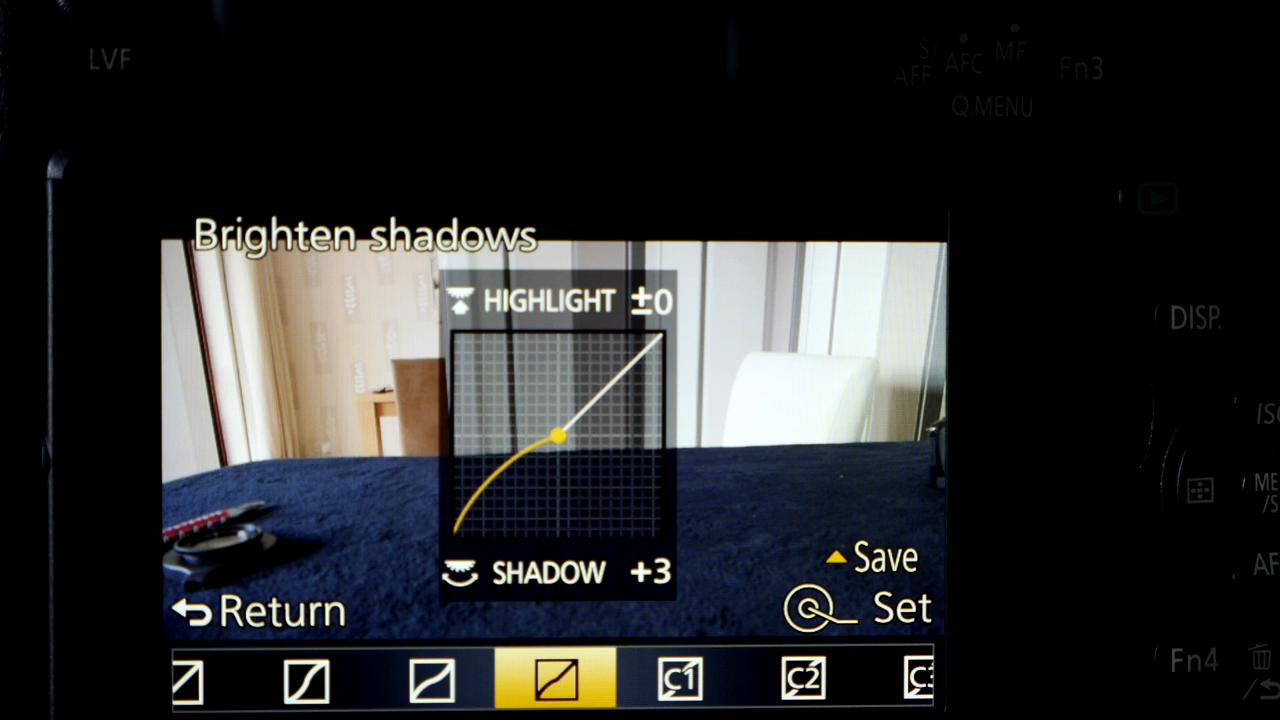 LVF
S/
AFF AFC MF
Fn3
Q.MENU
Brighten shadows
HIGHLIGHT ±0
DISP.
SHADOW +3
Save
Return
Set
Fn4
C1
C2